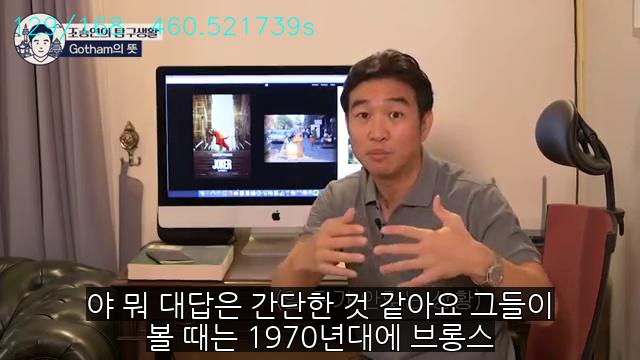 129/168 460.521739s
조승연의 탐구생활
Gotham의 뜻
JOKER
야 뭐 대답은 간단한 것 같아요 그들이
볼 때는 1970년대에 브롱스